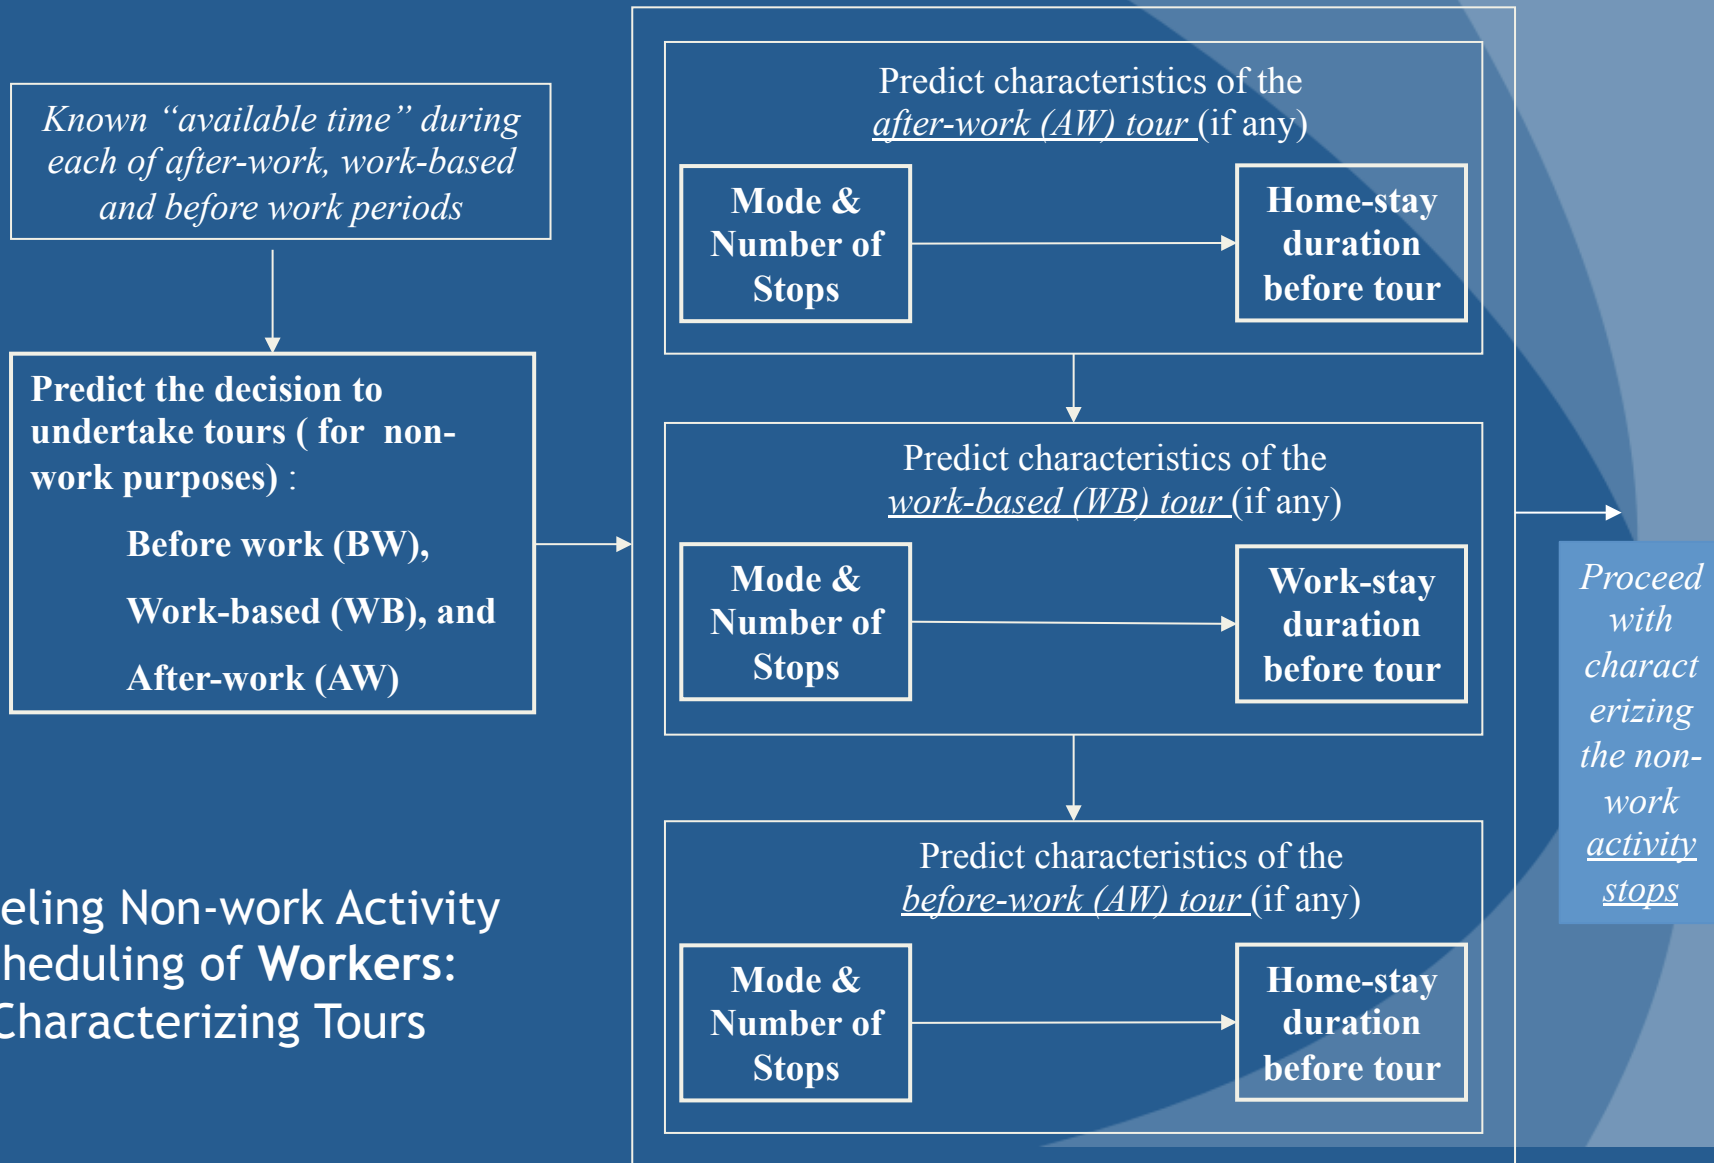 Known “available time” during
each of after-work, work-based
and before work periods
Predict the decision to
undertake tours ( for non-
work purposes) :
Before work (BW),
Work-based (WB), and
After-work (AW)
eling Non-work Activity
heduling of Workers:
Characterizing Tours
Predict characteristics of the
after-work (AW) tour (if any)
Mode &
Number of
Stops
Home-stay
duration
before tour
Predict characteristics of the
work-based (WB) tour (if any)
Mode &
Number of
Stops
Work-stay
duration
before tour
Predict characteristics of the
before-work (AW) tour (if any)
Mode &
Number of
Stops
Home-stay
duration
before tour
Proceed
with
charact
erizing
the non-
work
activity
stops